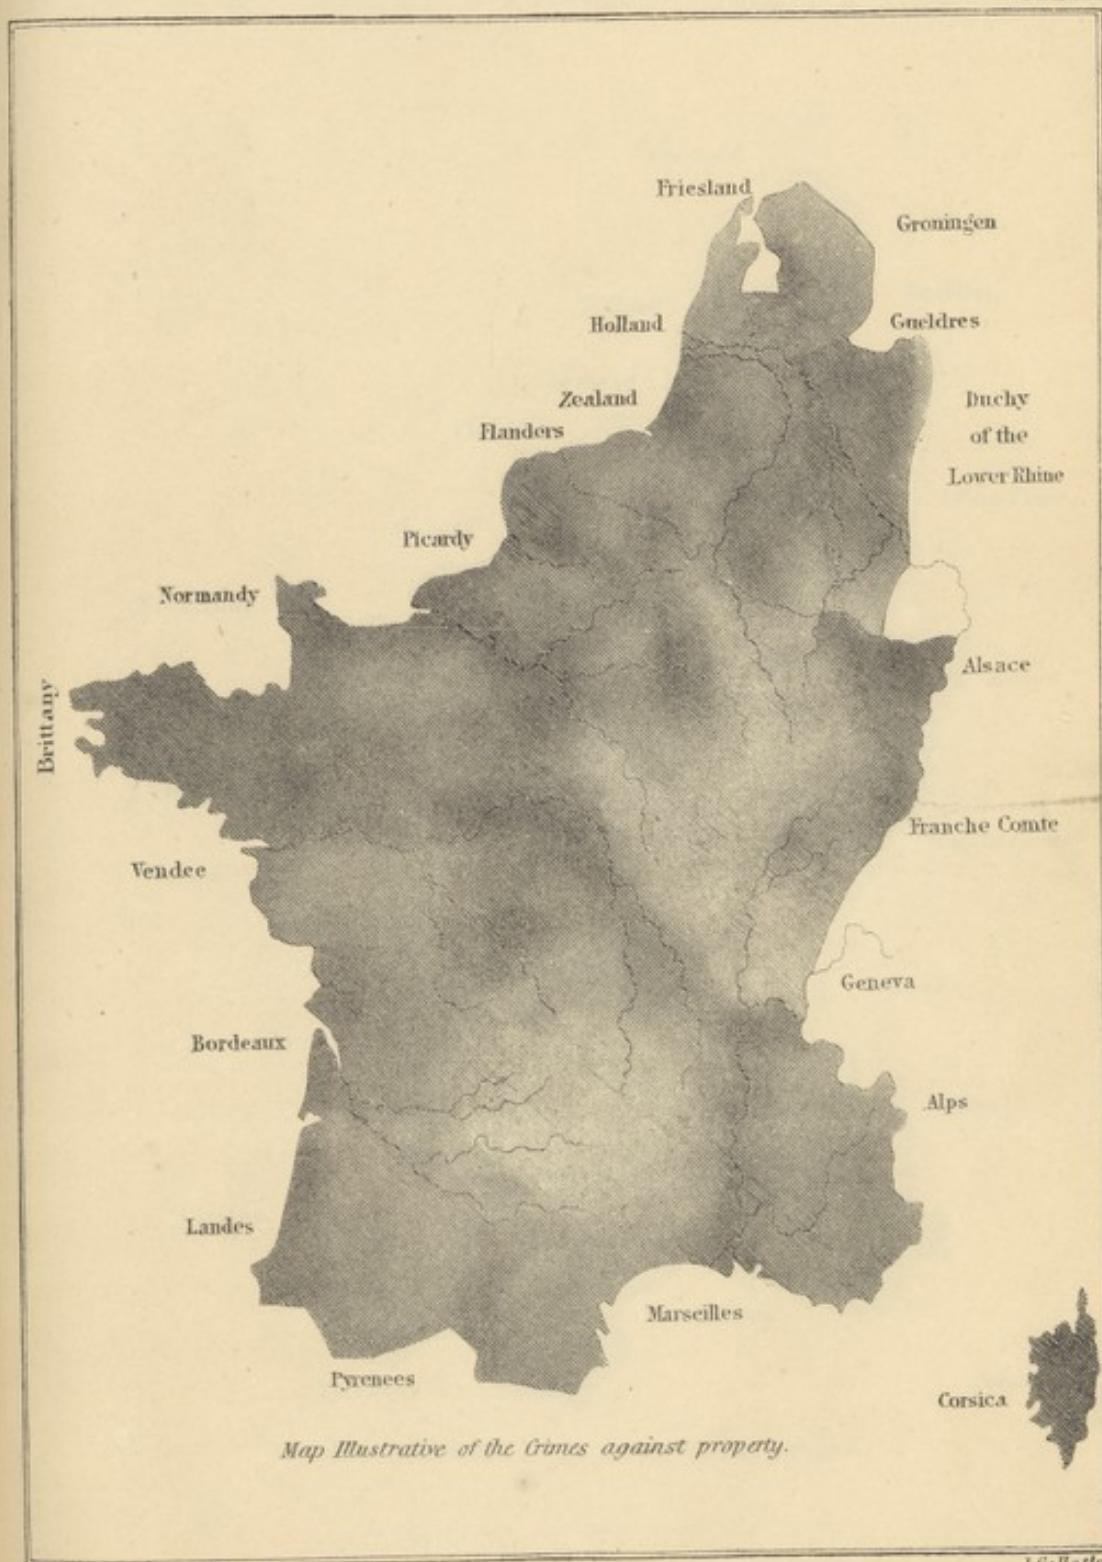 Friesland
Groningen
Holland
Gueldres
Zealand
Flanders
Duchy
of the
Lower Rhine
Picardy
Normandy
Alsace
Brittany
Franche Comte
Vendee
Geneva
Bordeaux
Alps
Landes
Marseilles
Pyrenees
Corsica
Map Illustrative of the Crimes against property.